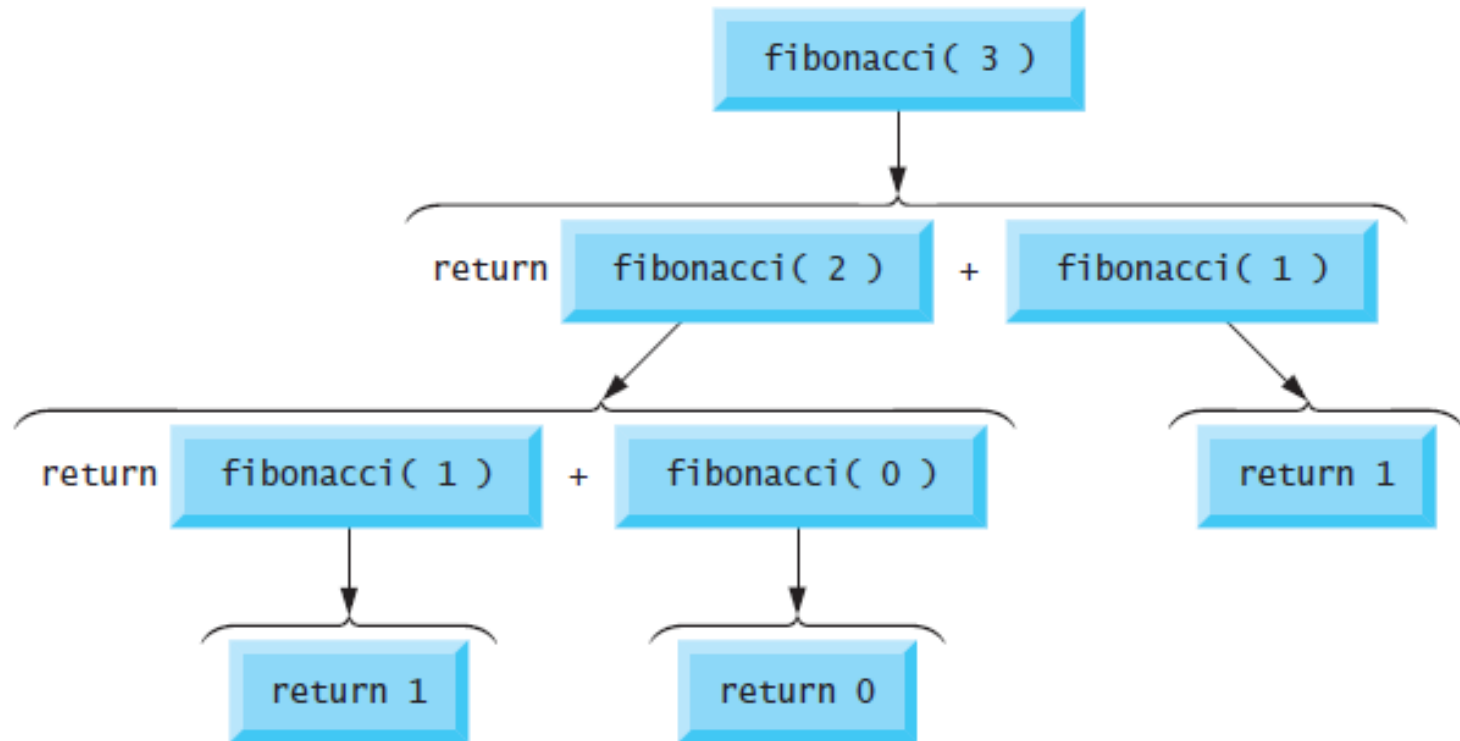 fibonacci( 3 )
return fibonacci( 2 ) + fibonacci( 1 )
return fibonacci( 1 ) + fibonacci( 0 ) return 1
return 1 return 0